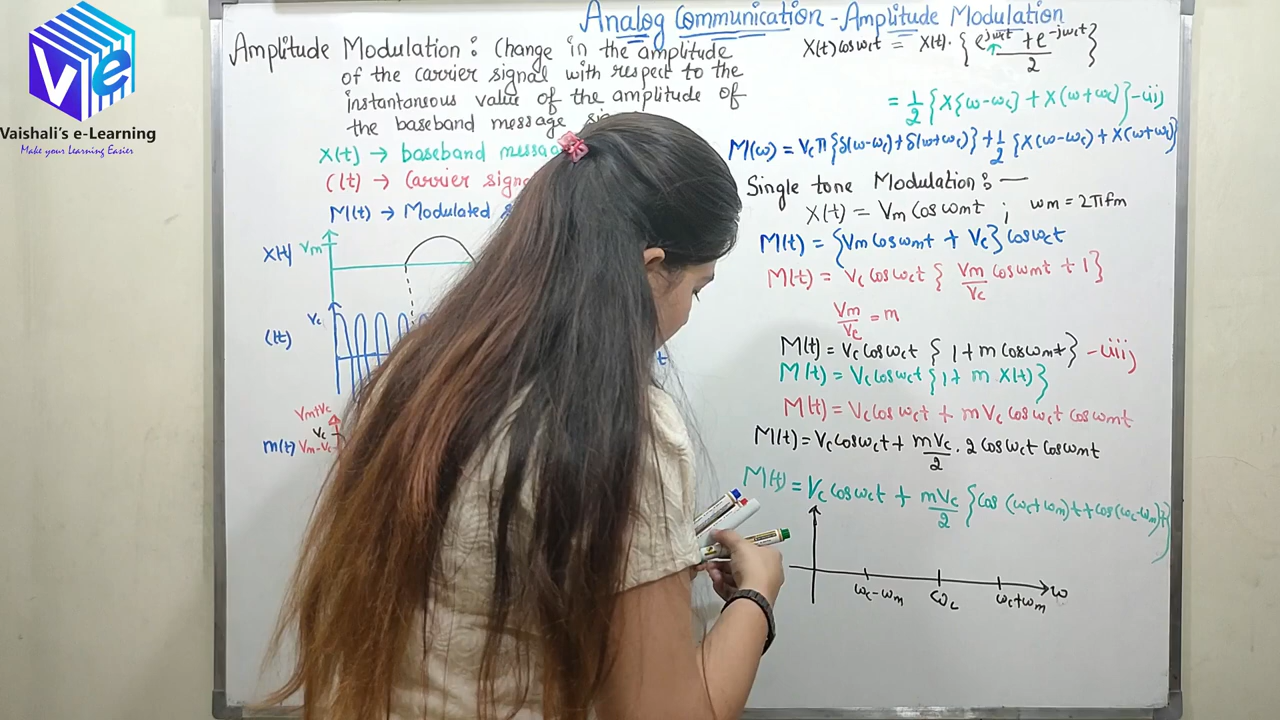 Vaishali's e-Learning
Make your Learning Easier
Analog Communication - Amplitude Modulation
Amplitude Modulation : Change in the amplitude
of the carrier signal with respect to the
instantaneous value of the amplitude of
the baseband message
X(t) → baseband
C(t) → Carrier
M(t) → Modulated
X(t) Vm
C(t) Vc
t
Vm+Vc
Vc
m(t) Vm-Vc
X(t) cos ωct = X(t) · { e^jωct + e^-jωct / 2 }
= 1/2 {X{ω-ωc) + X(ω+ωc)} - (ii)
M(ω) = Vc π {δ(ω-ωc) + δ(ω+ωc)} + 1/2 {X(ω-ωc) + X(ω+ωc)}
Single tone Modulation : —
X(t) = Vm Cos ωmt ; ωm = 2πfm
M(t) = {Vm Cos ωmt + Vc} cos ωct
M(t) = Vc cos ωct { Vm/Vc cos ωmt + 1 }
Vm/Vc = m
M(t) = Vc cos ωct { 1 + m cos ωmt } - (iii)
M(t) = Vc cos ωct { 1 + m X(t) }
M(t) = Vc cos ωct + m Vc cos ωct cos ωmt
M(t) = Vc cos ωct + mVc/2 · 2 cos ωct cos ωmt
M(t) = Vc cos ωct + mVc/2 {cos (ωc+ωm)t + cos (ωc-ωm)t}
ωc-ωm ωc ωc+ωm ω